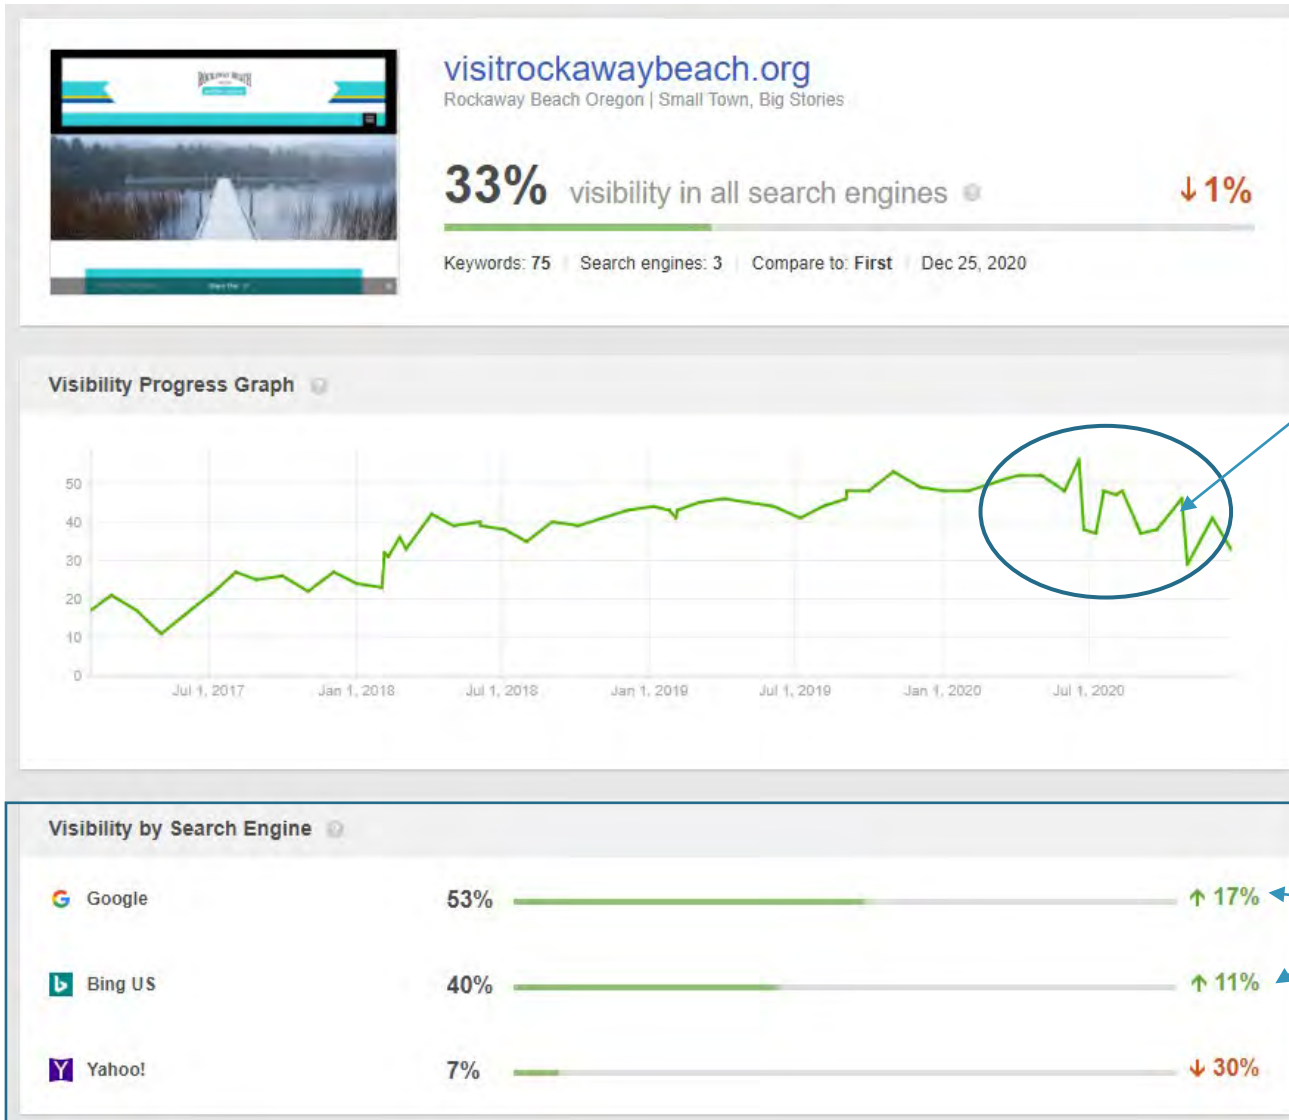 ROCKAWAY BEACH
visitrockawaybeach.org
Rockaway Beach Oregon | Small Town, Big Stories
33% visibility in all search engines ↓1%
Keywords: 75 Search engines: 3 Compare to: First Dec 25, 2020
Visibility Progress Graph
50
40
30
20
10
0
Jul 1, 2017 Jan 1, 2018 Jul 1, 2018 Jan 1, 2019 Jul 1, 2019 Jan 1, 2020 Jul 1, 2020
Visibility by Search Engine
Google 53% ↑ 17%
Bing US 40% ↑ 11%
Yahoo! 7% ↓ 30%